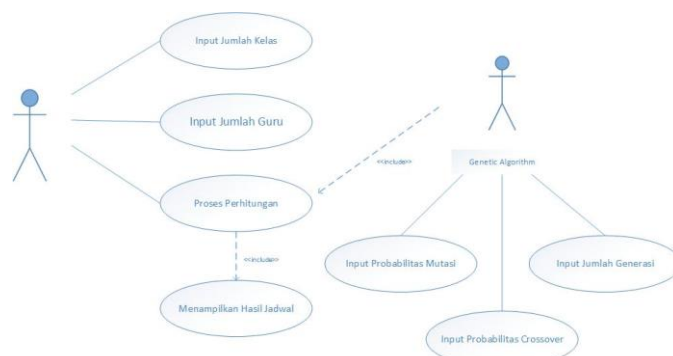 Input Jumlah Kelas
Input Jumlah Guru
<<include>>
Genetic Algorithm
Proses Perhitungan
<<include>>
Input Probabilitas Mutasi
Input Jumlah Generasi
Menampilkan Hasil Jadwal
Input Probabilitas Crossover